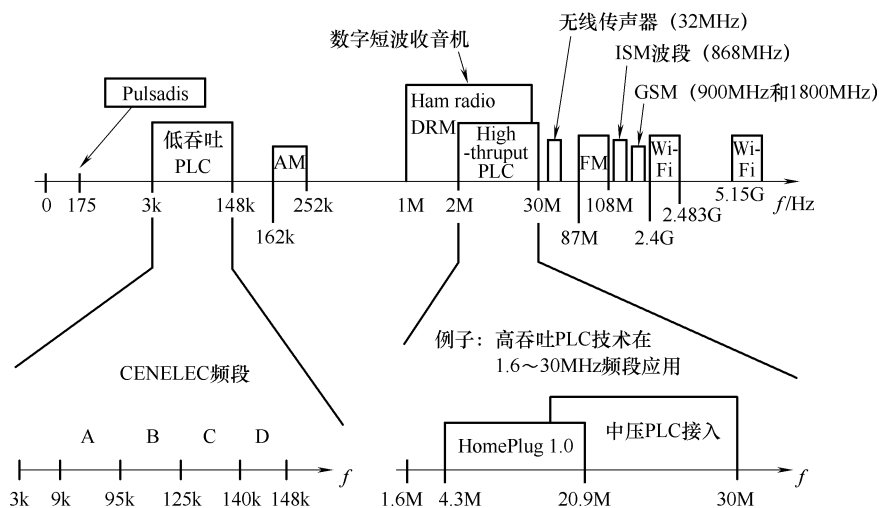 无线传声器（32MHz）
数字短波收音机
ISM波段（868MHz）
GSM（900MHz和1800MHz）
Pulsadis
Ham radio
DRM
低吞吐
PLC
High
-thruput
PLC
AM
FM
Wi-
Fi
Wi-
Fi
0
175
3k
148k
162k
252k
1M
2M
30M
87M
108M
2.4G
2.483G
5.15G
f/Hz
例子：高吞吐PLC技术在
1.6～30MHz频段应用
CENELEC频段
A
B
C
D
3k
9k
95k
125k
140k
148k
f
HomePlug 1.0
中压PLC接入
1.6M
4.3M
20.9M
30M
f